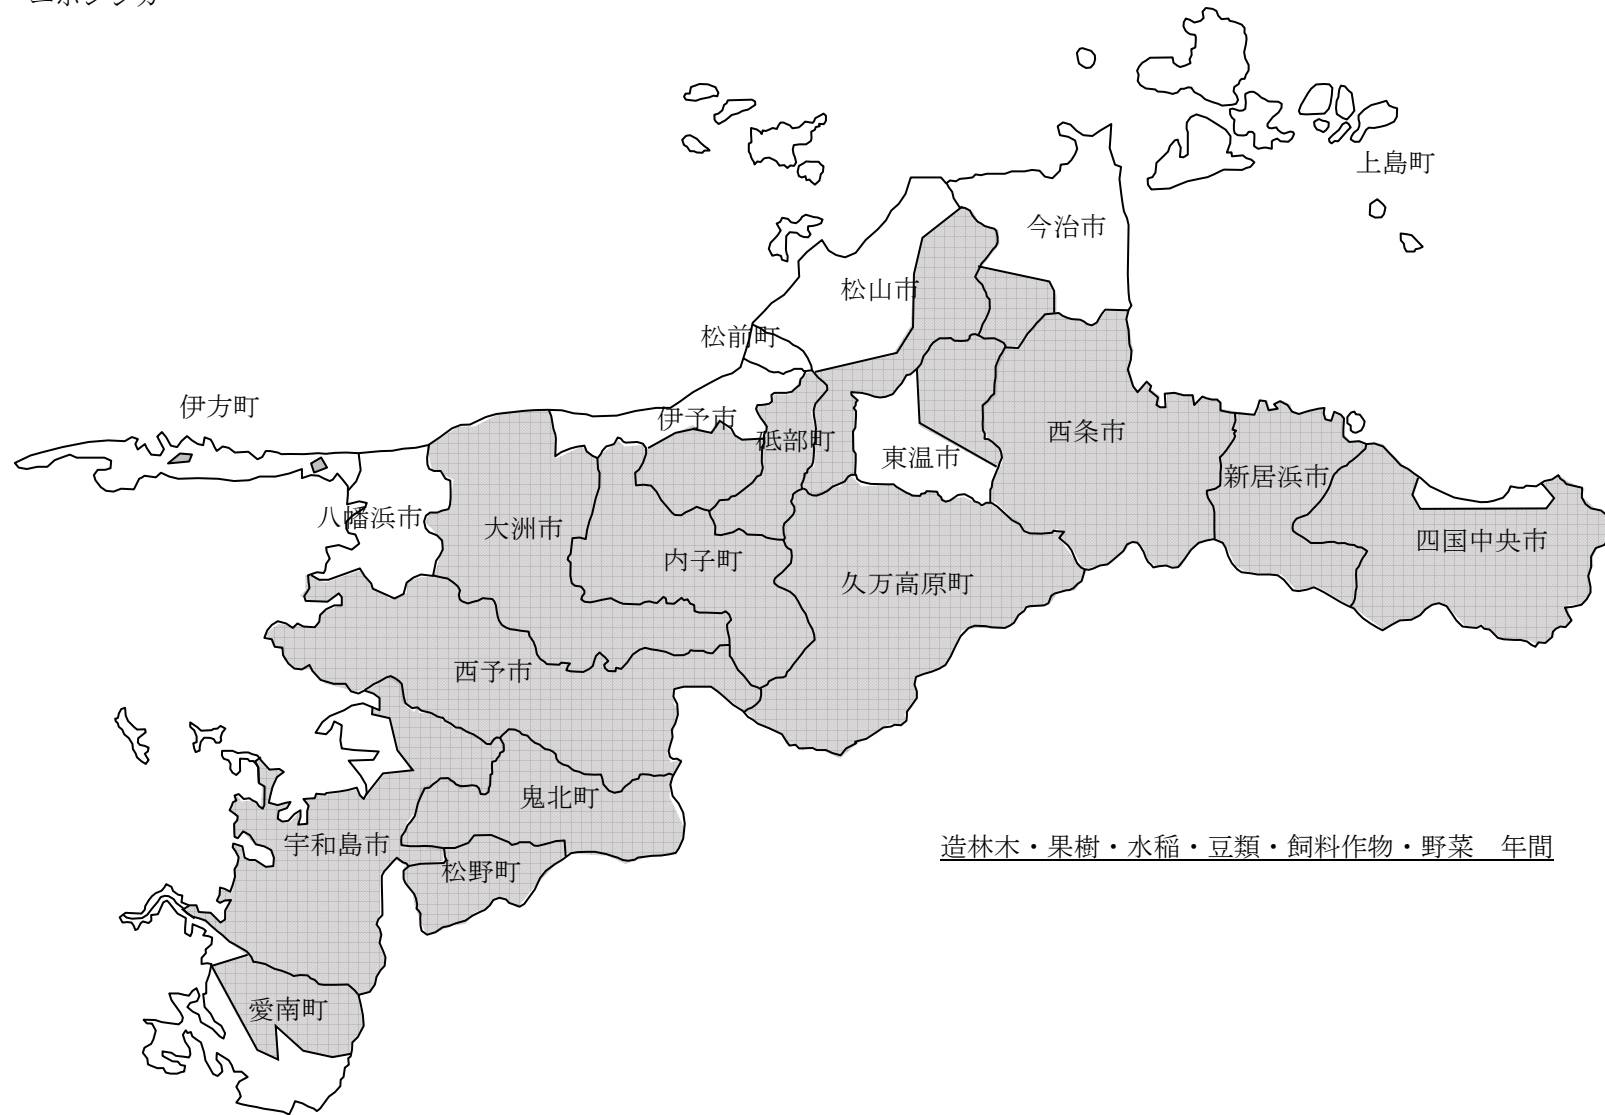 上島町
今治市
松山市
松前町
伊方町
伊予市
砥部町
東温市
西条市
新居浜市
八幡浜市
大洲市
四国中央市
内子町
久万高原町
西予市
鬼北町
宇和島市
造林木・果樹・水稲・豆類・飼料作物・野菜　年間
松野町
愛南町